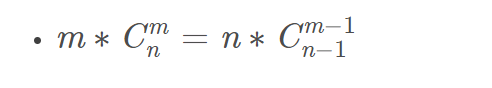 • m * C_n^m = n * C_{n-1}^{m-1}